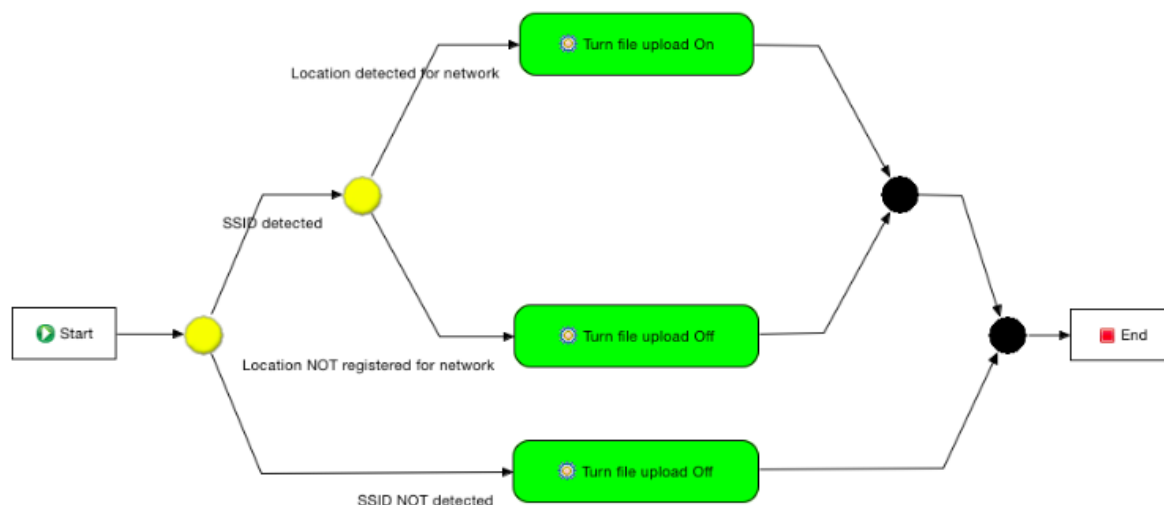 Turn file upload On
Location detected for network
SSID detected
Start
Turn file upload Off
End
Location NOT registered for network
Turn file upload Off
SSID NOT detected